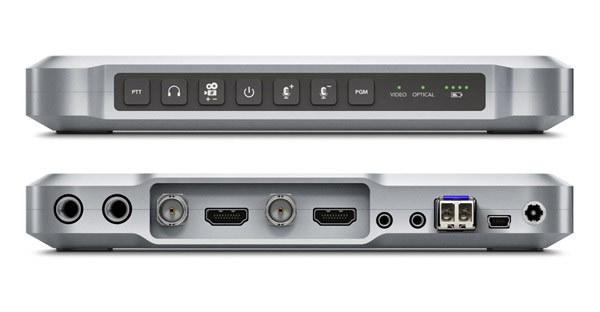 PTT
+ -
+
-
PGM
VIDEO OPTICAL